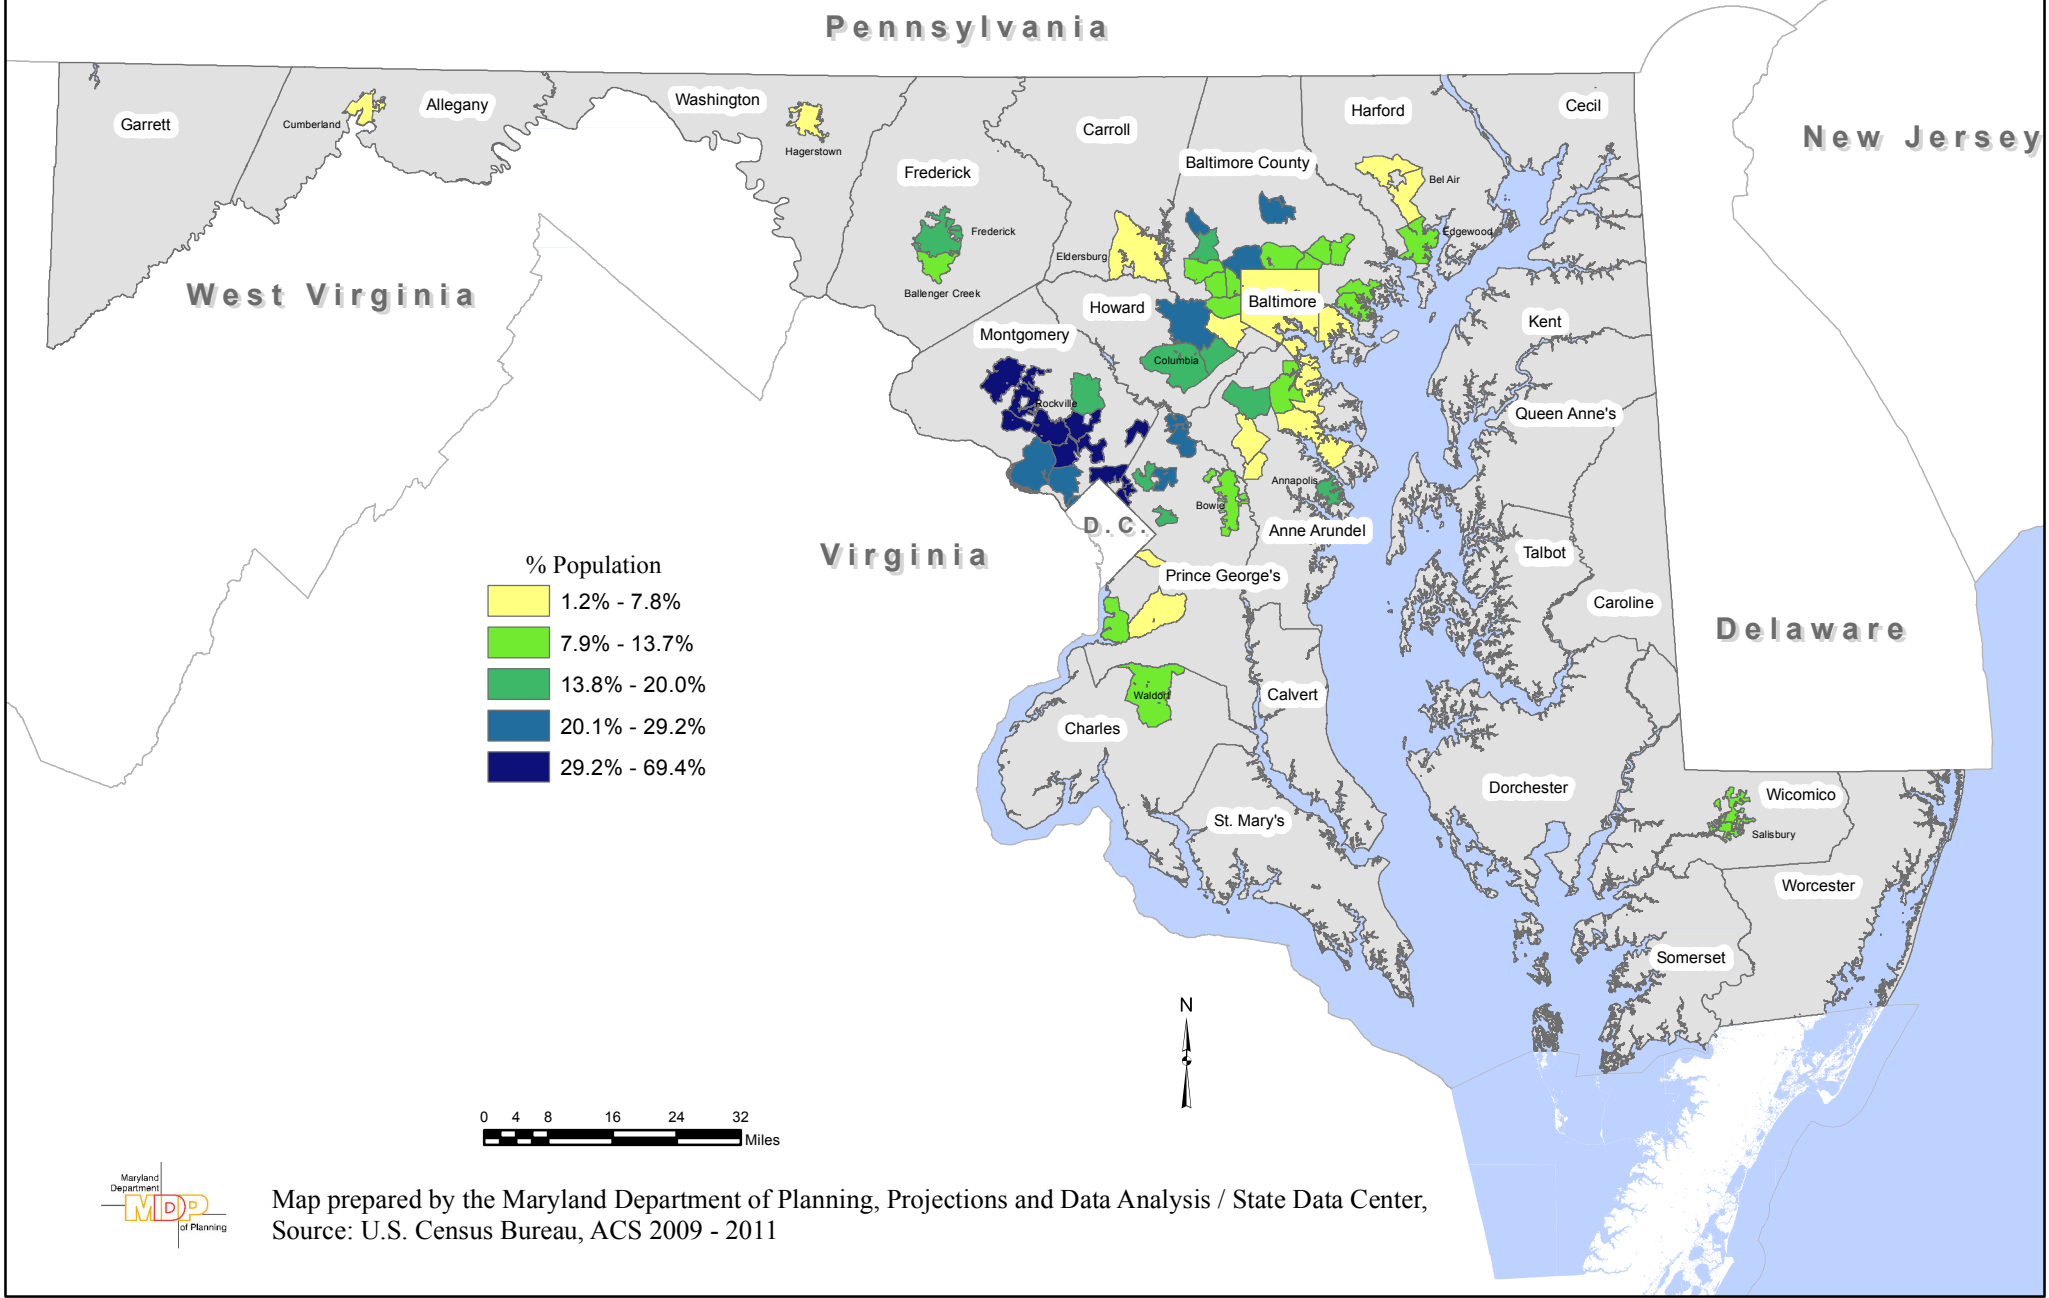 Pennsylvania
New Jersey
Garrett
Cumberland
Allegany
Washington
Hagerstown
Frederick
Frederick
Ballenger Creek
Carroll
Eldersburg
Baltimore County
Harford
Bel Air
Edgewood
Cecil
West Virginia
Howard
Baltimore
Columbia
Montgomery
Rockville
Kent
Queen Anne's
Annapolis
Bowie
Anne Arundel
D.C.
Virginia
Prince George's
Talbot
Caroline
Delaware
% Population
1.2% - 7.8%
7.9% - 13.7%
13.8% - 20.0%
20.1% - 29.2%
29.2% - 69.4%
Waldorf
Charles
Calvert
St. Mary's
Dorchester
Wicomico
Salisbury
Worcester
Somerset
N
0 4 8 16 24 32
Miles
Maryland
Department
MDP
of Planning
Map prepared by the Maryland Department of Planning, Projections and Data Analysis / State Data Center,
Source: U.S. Census Bureau, ACS 2009 - 2011